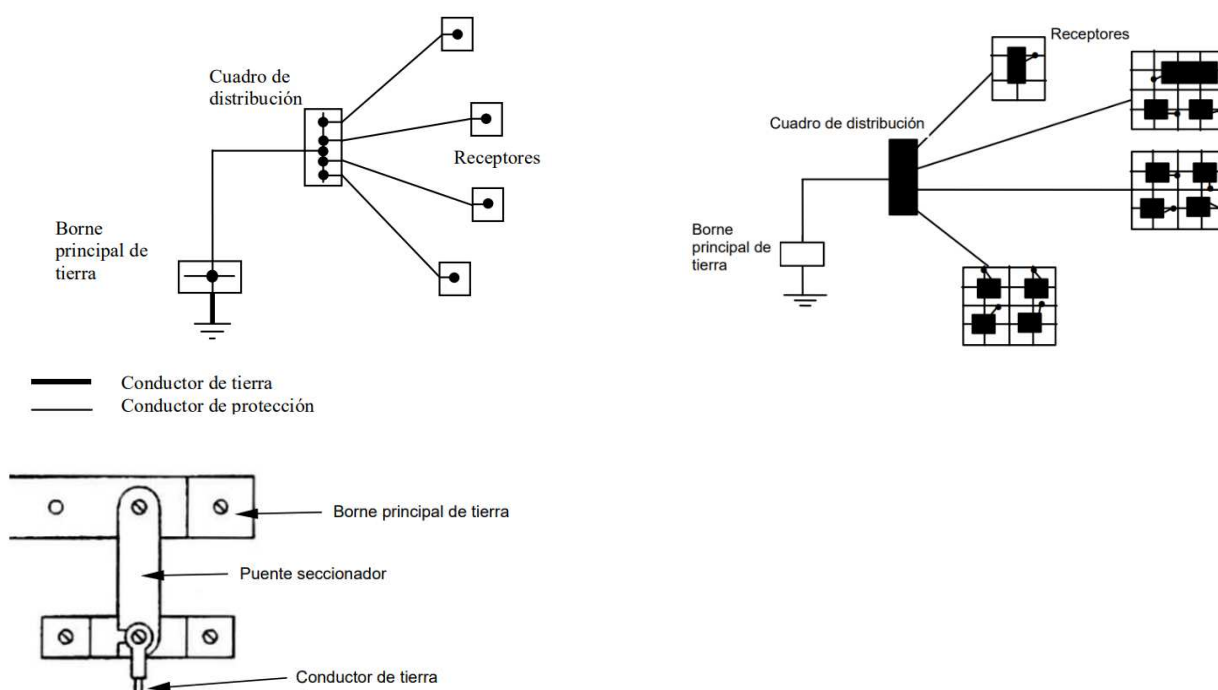 Cuadro de
distribución
Receptores
Borne
principal de
tierra
Conductor de tierra
Conductor de protección
Receptores
Cuadro de distribución
Borne
principal de
tierra
Borne principal de tierra
Puente seccionador
Conductor de tierra